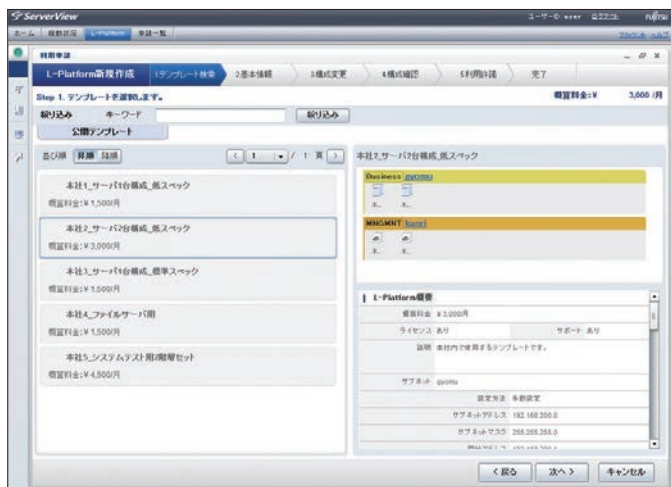 ServerView
FUJITSU
ホーム 稼動状況 L-Platform 申請一覧
利用申請
L-Platform新規作成 1.テンプレート検索 2.基本情報 3.構成変更 4.構成確認 5.利用許諾 完了
Step 1. テンプレートを選択します。 概算料金:¥ 3,000 /月
絞り込み キーワード 絞り込み
公開テンプレート
並び順 昇順 降順 1 / 1 頁
本社2_サーバ2台構成_低スペック
本社1_サーバ1台構成_低スペック
概算料金:¥ 1,500/月
本社2_サーバ2台構成_低スペック
概算料金:¥ 3,000/月
本社3_サーバ1台構成_標準スペック
概算料金:¥ 1,500/月
本社4_ファイルサーバ用
概算料金:¥ 1,500/月
本社5_システムテスト用2階層セット
概算料金:¥ 4,500/月
Business gyomu
MNGMNT kanri
L-Platform概要
概算料金 ¥3,000/月
ライセンス あり サポート あり
説明 本社内で使用するテンプレートです。
サブネット gyomu
設定方法 手動設定
サブネットアドレス 192.168.200.0
サブネットマスク 255.255.255.0
< 戻る 次へ > キャンセル